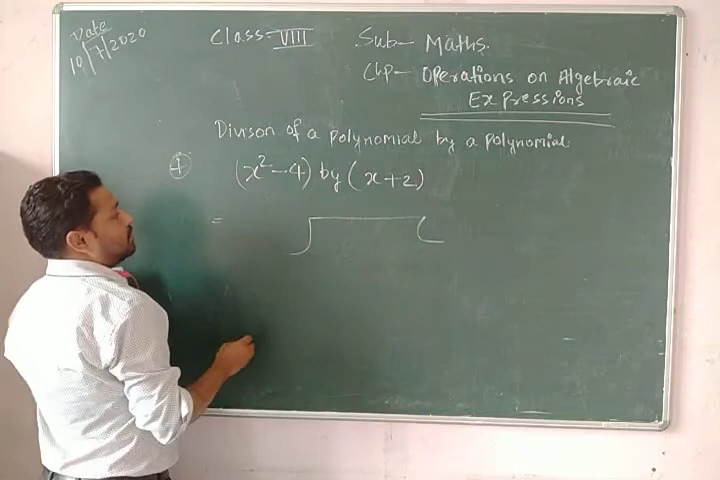 Date
10/7/2020
Class-VIII
Sub- Maths.
Chp- Operations on Algebraic
Expressions
Divison of a polynomial by a polynomial.
(x²-4) by (x+2)
=